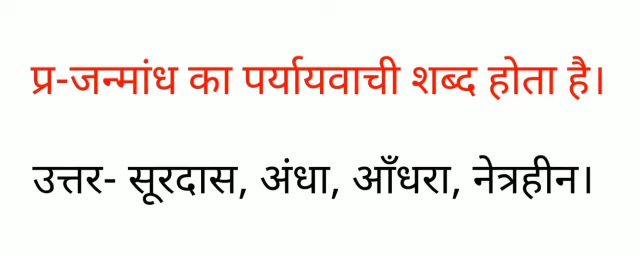 प्र-जन्मांध का पर्यायवाची शब्द होता है।
उत्तर- सूरदास, अंधा, आँधरा, नेत्रहीन।